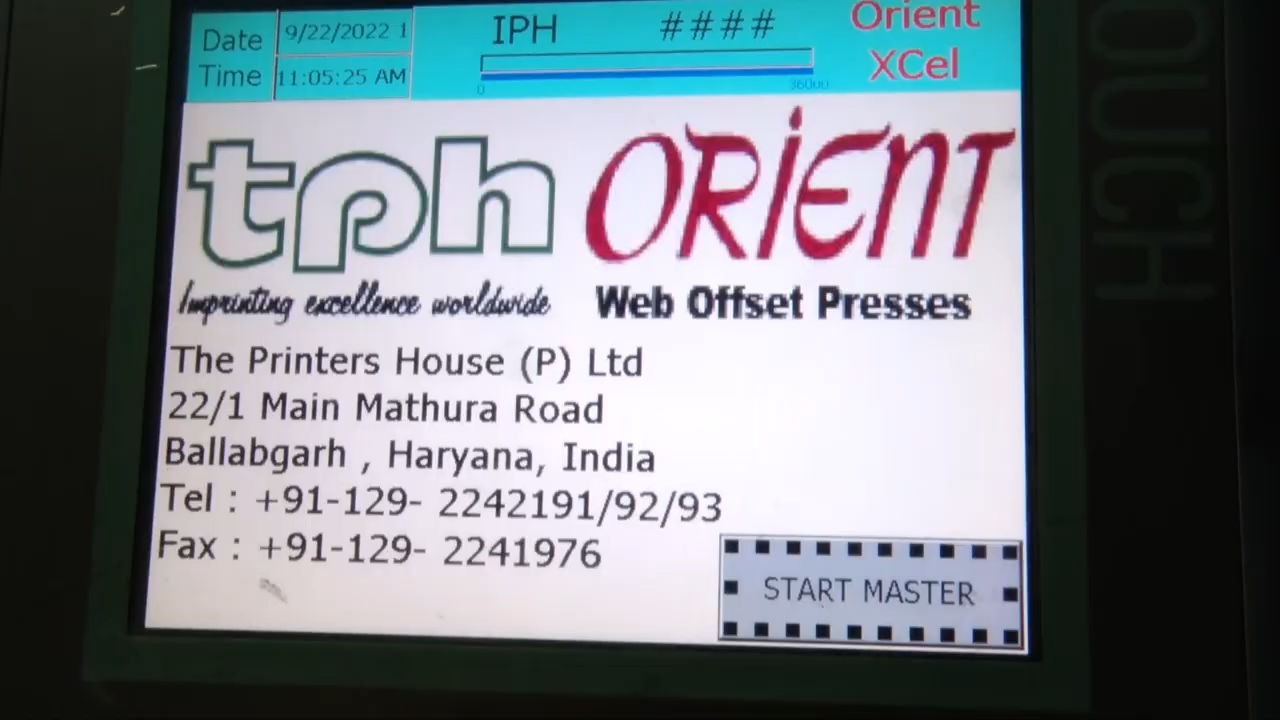 Date 9/22/2022 1
Time 11:05:25 AM
IPH ####
0 36000
Orient
XCel
tph ORIENT
Imprinting excellence worldwide Web Offset Presses
The Printers House (P) Ltd
22/1 Main Mathura Road
Ballabgarh , Haryana, India
Tel : +91-129- 2242191/92/93
Fax : +91-129- 2241976
START MASTER
OUCH